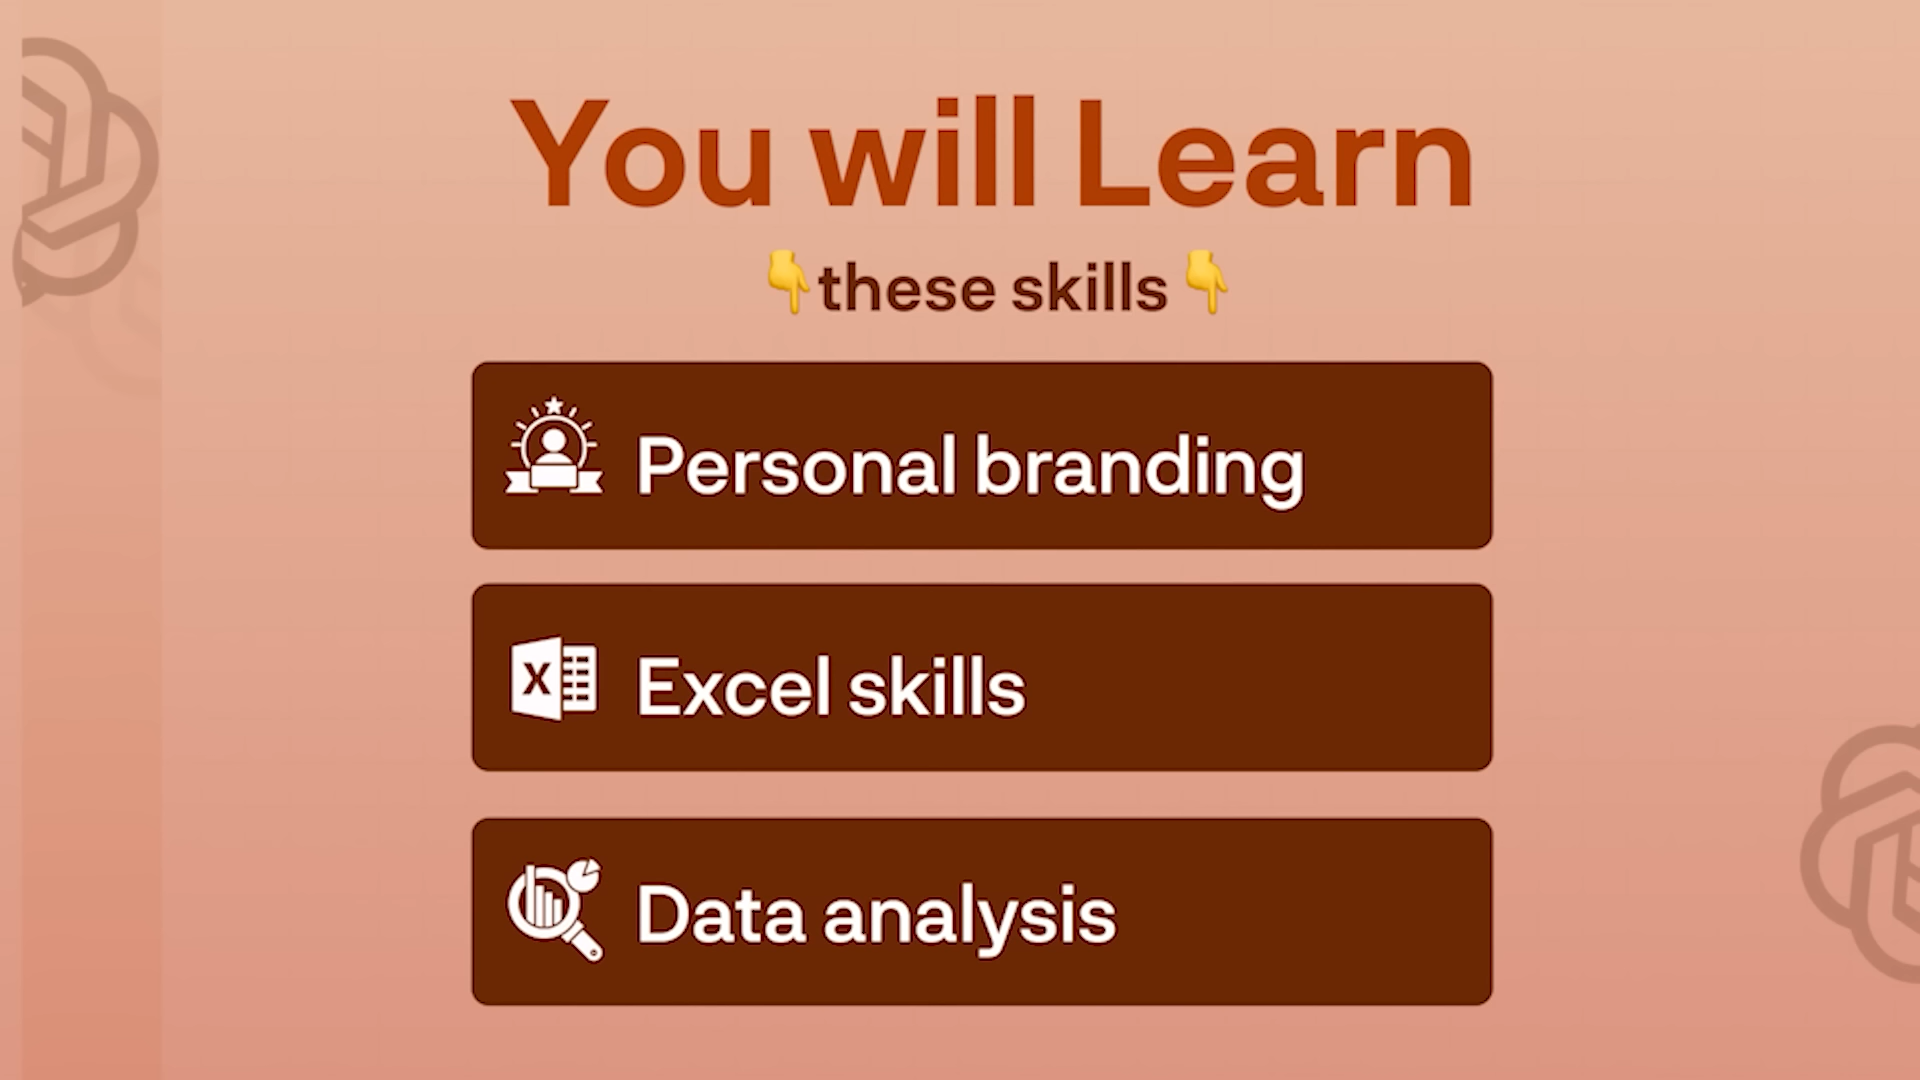 You will Learn
👇these skills👇
Personal branding
X
Excel skills
Data analysis